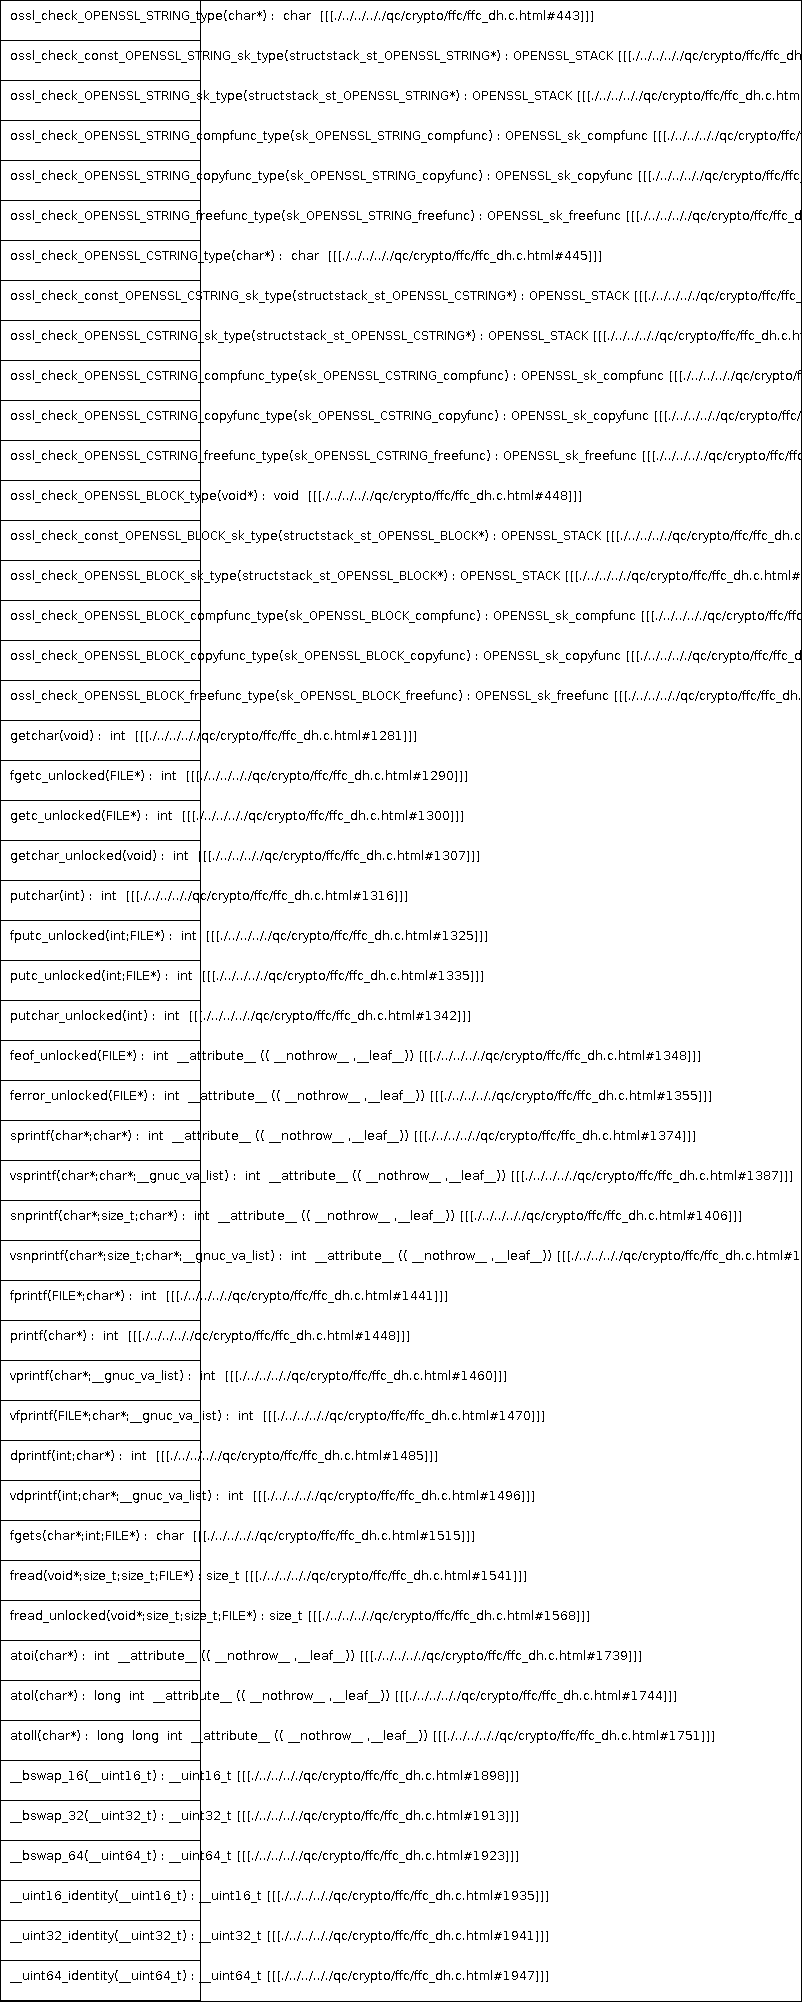 ossl_check_OPENSSL_STRING_type(char*) :  char  [[[./../../../../qc/crypto/ffc/ffc_dh.c.html#443]]]
ossl_check_const_OPENSSL_STRING_sk_type(structstack_st_OPENSSL_STRING*) : OPENSSL_STACK [[[./../../../../qc/crypto/ffc/ffc_dh
ossl_check_OPENSSL_STRING_sk_type(structstack_st_OPENSSL_STRING*) : OPENSSL_STACK [[[./../../../../qc/crypto/ffc/ffc_dh.c.htm
ossl_check_OPENSSL_STRING_compfunc_type(sk_OPENSSL_STRING_compfunc) : OPENSSL_sk_compfunc [[[./../../../../qc/crypto/ffc/
ossl_check_OPENSSL_STRING_copyfunc_type(sk_OPENSSL_STRING_copyfunc) : OPENSSL_sk_copyfunc [[[./../../../../qc/crypto/ffc/ffc_
ossl_check_OPENSSL_STRING_freefunc_type(sk_OPENSSL_STRING_freefunc) : OPENSSL_sk_freefunc [[[./../../../../qc/crypto/ffc/ffc_d
ossl_check_OPENSSL_CSTRING_type(char*) :  char  [[[./../../../../qc/crypto/ffc/ffc_dh.c.html#445]]]
ossl_check_const_OPENSSL_CSTRING_sk_type(structstack_st_OPENSSL_CSTRING*) : OPENSSL_STACK [[[./../../../../qc/crypto/ffc/ffc_
ossl_check_OPENSSL_CSTRING_sk_type(structstack_st_OPENSSL_CSTRING*) : OPENSSL_STACK [[[./../../../../qc/crypto/ffc/ffc_dh.c.h
ossl_check_OPENSSL_CSTRING_compfunc_type(sk_OPENSSL_CSTRING_compfunc) : OPENSSL_sk_compfunc [[[./../../../../qc/crypto/f
ossl_check_OPENSSL_CSTRING_copyfunc_type(sk_OPENSSL_CSTRING_copyfunc) : OPENSSL_sk_copyfunc [[[./../../../../qc/crypto/ffc/
ossl_check_OPENSSL_CSTRING_freefunc_type(sk_OPENSSL_CSTRING_freefunc) : OPENSSL_sk_freefunc [[[./../../../../qc/crypto/ffc/ffc
ossl_check_OPENSSL_BLOCK_type(void*) :  void  [[[./../../../../qc/crypto/ffc/ffc_dh.c.html#448]]]
ossl_check_const_OPENSSL_BLOCK_sk_type(structstack_st_OPENSSL_BLOCK*) : OPENSSL_STACK [[[./../../../../qc/crypto/ffc/ffc_dh.c
ossl_check_OPENSSL_BLOCK_sk_type(structstack_st_OPENSSL_BLOCK*) : OPENSSL_STACK [[[./../../../../qc/crypto/ffc/ffc_dh.c.html#
ossl_check_OPENSSL_BLOCK_compfunc_type(sk_OPENSSL_BLOCK_compfunc) : OPENSSL_sk_compfunc [[[./../../../../qc/crypto/ffc/ffc
ossl_check_OPENSSL_BLOCK_copyfunc_type(sk_OPENSSL_BLOCK_copyfunc) : OPENSSL_sk_copyfunc [[[./../../../../qc/crypto/ffc/ffc_d
ossl_check_OPENSSL_BLOCK_freefunc_type(sk_OPENSSL_BLOCK_freefunc) : OPENSSL_sk_freefunc [[[./../../../../qc/crypto/ffc/ffc_dh.
getchar(void) :  int  [[[./../../../../qc/crypto/ffc/ffc_dh.c.html#1281]]]
fgetc_unlocked(FILE*) :  int  [[[./../../../../qc/crypto/ffc/ffc_dh.c.html#1290]]]
getc_unlocked(FILE*) :  int  [[[./../../../../qc/crypto/ffc/ffc_dh.c.html#1300]]]
getchar_unlocked(void) :  int  [[[./../../../../qc/crypto/ffc/ffc_dh.c.html#1307]]]
putchar(int) :  int  [[[./../../../../qc/crypto/ffc/ffc_dh.c.html#1316]]]
fputc_unlocked(int;FILE*) :  int  [[[./../../../../qc/crypto/ffc/ffc_dh.c.html#1325]]]
putc_unlocked(int;FILE*) :  int  [[[./../../../../qc/crypto/ffc/ffc_dh.c.html#1335]]]
putchar_unlocked(int) :  int  [[[./../../../../qc/crypto/ffc/ffc_dh.c.html#1342]]]
feof_unlocked(FILE*) :  int  __attribute__ (( __nothrow__ ,__leaf__)) [[[./../../../../qc/crypto/ffc/ffc_dh.c.html#1348]]]
ferror_unlocked(FILE*) :  int  __attribute__ (( __nothrow__ ,__leaf__)) [[[./../../../../qc/crypto/ffc/ffc_dh.c.html#1355]]]
sprintf(char*;char*) :  int  __attribute__ (( __nothrow__ ,__leaf__)) [[[./../../../../qc/crypto/ffc/ffc_dh.c.html#1374]]]
vsprintf(char*;char*;__gnuc_va_list) :  int  __attribute__ (( __nothrow__ ,__leaf__)) [[[./../../../../qc/crypto/ffc/ffc_dh.c.html#1387]]]
snprintf(char*;size_t;char*) :  int  __attribute__ (( __nothrow__ ,__leaf__)) [[[./../../../../qc/crypto/ffc/ffc_dh.c.html#1406]]]
vsnprintf(char*;size_t;char*;__gnuc_va_list) :  int  __attribute__ (( __nothrow__ ,__leaf__)) [[[./../../../../qc/crypto/ffc/ffc_dh.c.html#1
fprintf(FILE*;char*) :  int  [[[./../../../../qc/crypto/ffc/ffc_dh.c.html#1441]]]
printf(char*) :  int  [[[./../../../../qc/crypto/ffc/ffc_dh.c.html#1448]]]
vprintf(char*;__gnuc_va_list) :  int  [[[./../../../../qc/crypto/ffc/ffc_dh.c.html#1460]]]
vfprintf(FILE*;char*;__gnuc_va_list) :  int  [[[./../../../../qc/crypto/ffc/ffc_dh.c.html#1470]]]
dprintf(int;char*) :  int  [[[./../../../../qc/crypto/ffc/ffc_dh.c.html#1485]]]
vdprintf(int;char*;__gnuc_va_list) :  int  [[[./../../../../qc/crypto/ffc/ffc_dh.c.html#1496]]]
fgets(char*;int;FILE*) :  char  [[[./../../../../qc/crypto/ffc/ffc_dh.c.html#1515]]]
fread(void*;size_t;size_t;FILE*) : size_t [[[./../../../../qc/crypto/ffc/ffc_dh.c.html#1541]]]
fread_unlocked(void*;size_t;size_t;FILE*) : size_t [[[./../../../../qc/crypto/ffc/ffc_dh.c.html#1568]]]
atoi(char*) :  int  __attribute__ (( __nothrow__ ,__leaf__)) [[[./../../../../qc/crypto/ffc/ffc_dh.c.html#1739]]]
atol(char*) :  long  int  __attribute__ (( __nothrow__ ,__leaf__)) [[[./../../../../qc/crypto/ffc/ffc_dh.c.html#1744]]]
atoll(char*) :  long  long  int  __attribute__ (( __nothrow__ ,__leaf__)) [[[./../../../../qc/crypto/ffc/ffc_dh.c.html#1751]]]
__bswap_16(__uint16_t) : __uint16_t [[[./../../../../qc/crypto/ffc/ffc_dh.c.html#1898]]]
__bswap_32(__uint32_t) : __uint32_t [[[./../../../../qc/crypto/ffc/ffc_dh.c.html#1913]]]
__bswap_64(__uint64_t) : __uint64_t [[[./../../../../qc/crypto/ffc/ffc_dh.c.html#1923]]]
__uint16_identity(__uint16_t) : __uint16_t [[[./../../../../qc/crypto/ffc/ffc_dh.c.html#1935]]]
__uint32_identity(__uint32_t) : __uint32_t [[[./../../../../qc/crypto/ffc/ffc_dh.c.html#1941]]]
__uint64_identity(__uint64_t) : __uint64_t [[[./../../../../qc/crypto/ffc/ffc_dh.c.html#1947]]]